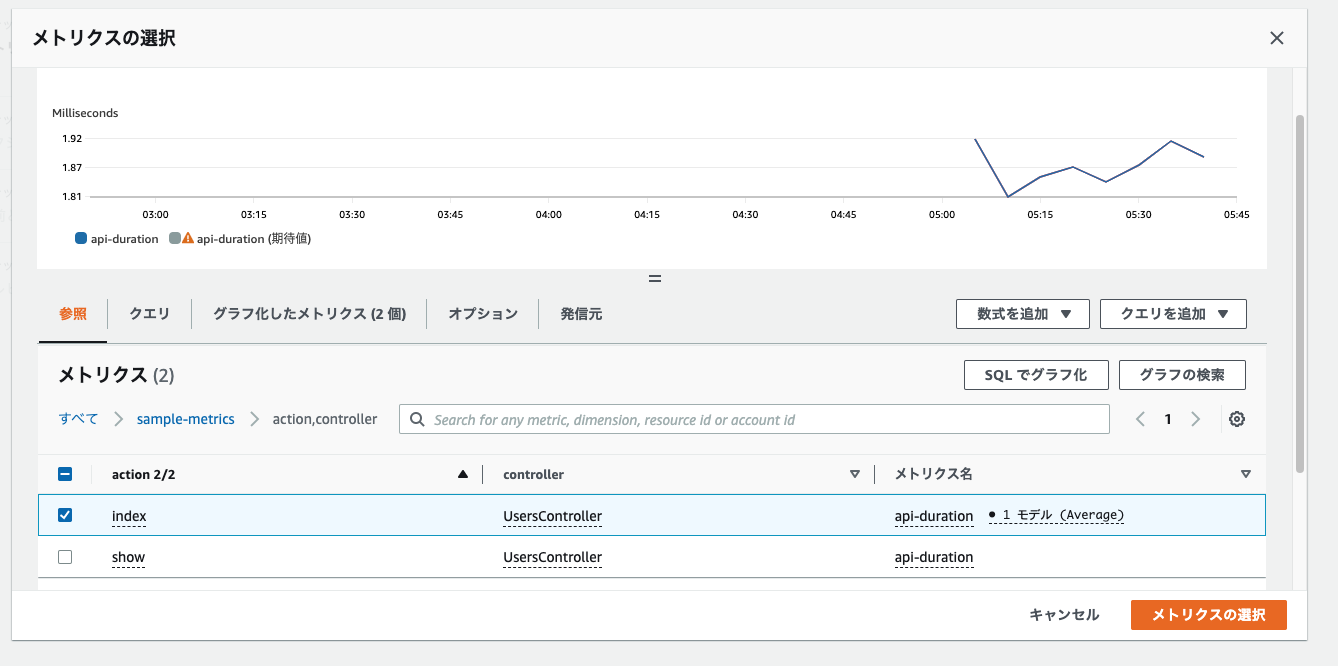 メトリクスの選択
Milliseconds
1.92
1.87
1.81
03:00 03:15 03:30 03:45 04:00 04:15 04:30 04:45 05:00 05:15 05:30 05:45
api-duration api-duration (期待値)
参照 クエリ グラフ化したメトリクス (2 個) オプション 発信元 数式を追加 クエリを追加
メトリクス (2) SQL でグラフ化 グラフの検索
すべて sample-metrics action,controller Search for any metric, dimension, resource id or account id 1
action 2/2 controller メトリクス名
index UsersController api-duration 1 モデル (Average)
show UsersController api-duration
キャンセル メトリクスの選択